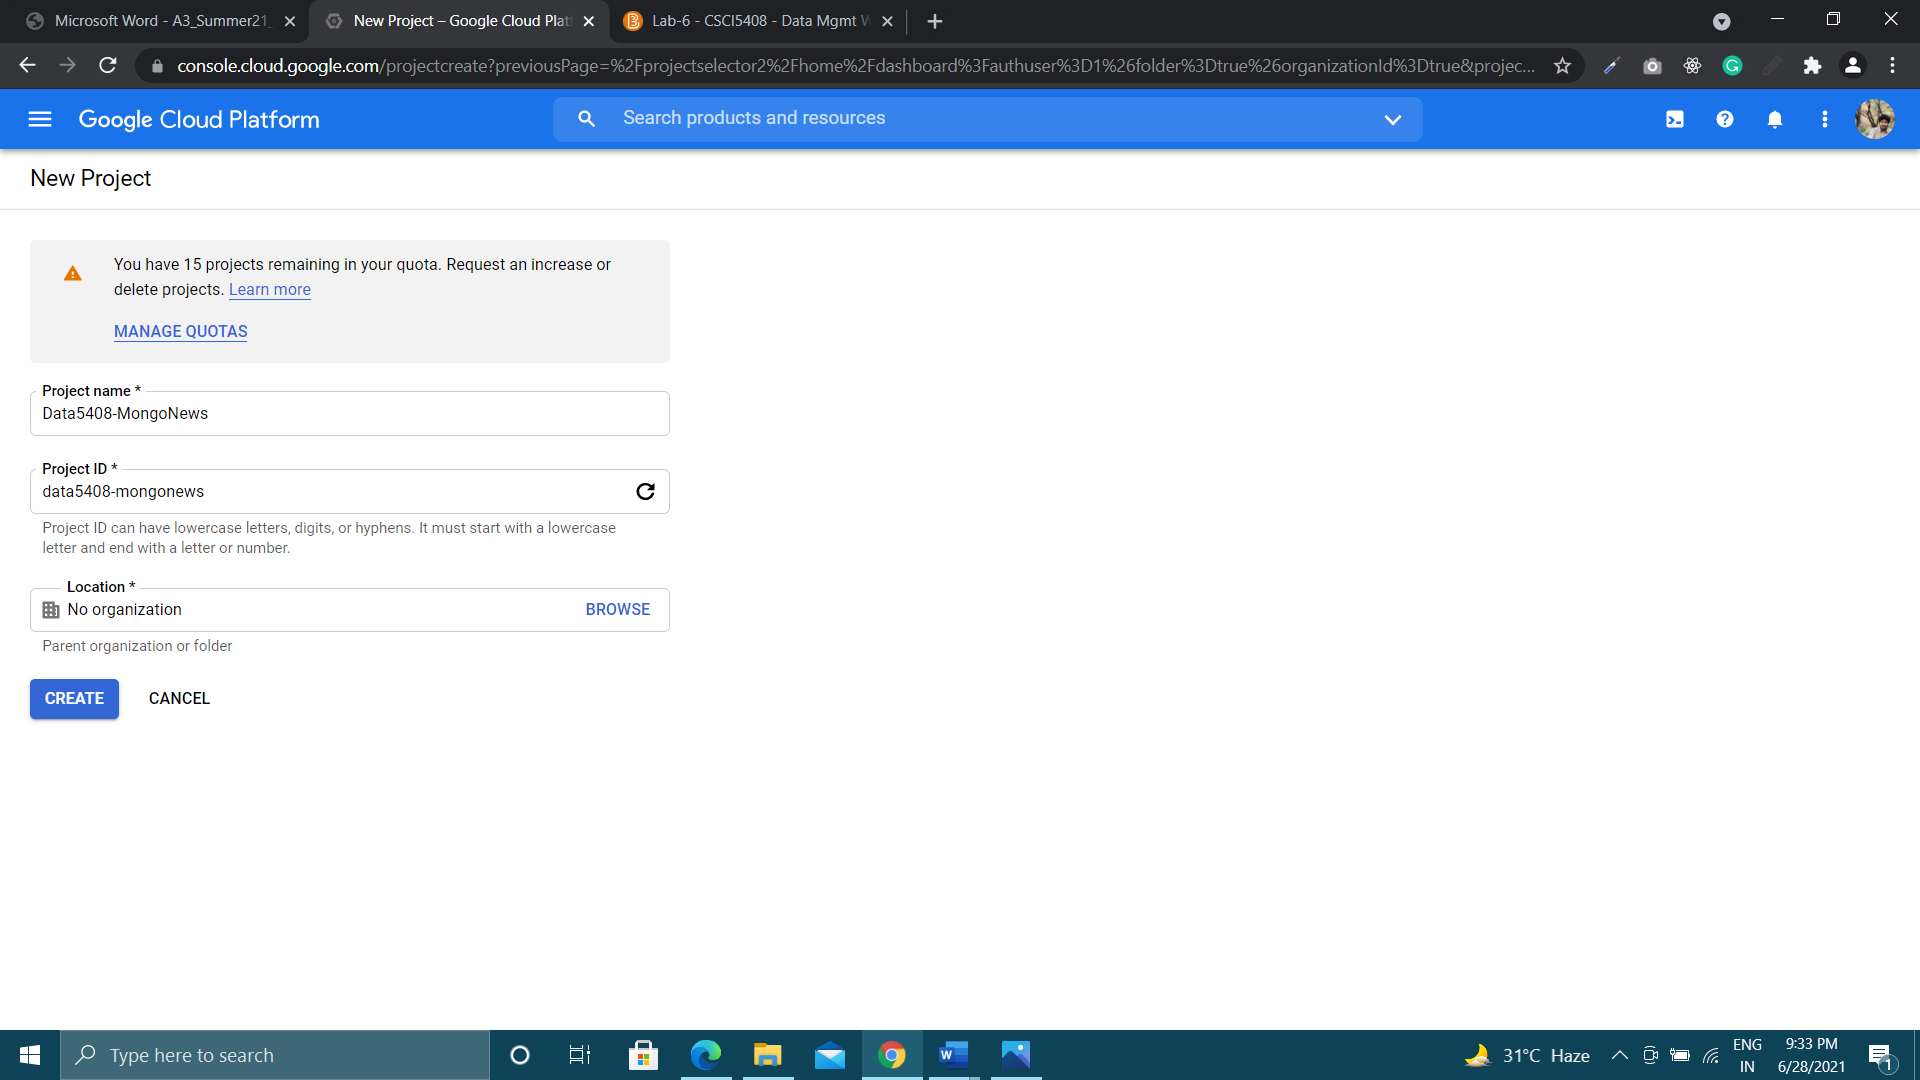 Microsoft Word - A3_Summer21_
New Project – Google Cloud Plat
Lab-6 - CSCI5408 - Data Mgmt W
console.cloud.google.com/projectcreate?previousPage=%2Fprojectselector2%2Fhome%2Fdashboard%3Fauthuser%3D1%26folder%3Dtrue%26organizationId%3Dtrue&projec...
Google Cloud Platform
Search products and resources
New Project
You have 15 projects remaining in your quota. Request an increase or
delete projects. Learn more
MANAGE QUOTAS
Project name *
Data5408-MongoNews
Project ID *
data5408-mongonews
Project ID can have lowercase letters, digits, or hyphens. It must start with a lowercase
letter and end with a letter or number.
Location *
No organization
BROWSE
Parent organization or folder
CREATE
CANCEL
Type here to search
31°C Haze
ENG
IN
9:33 PM
6/28/2021
1